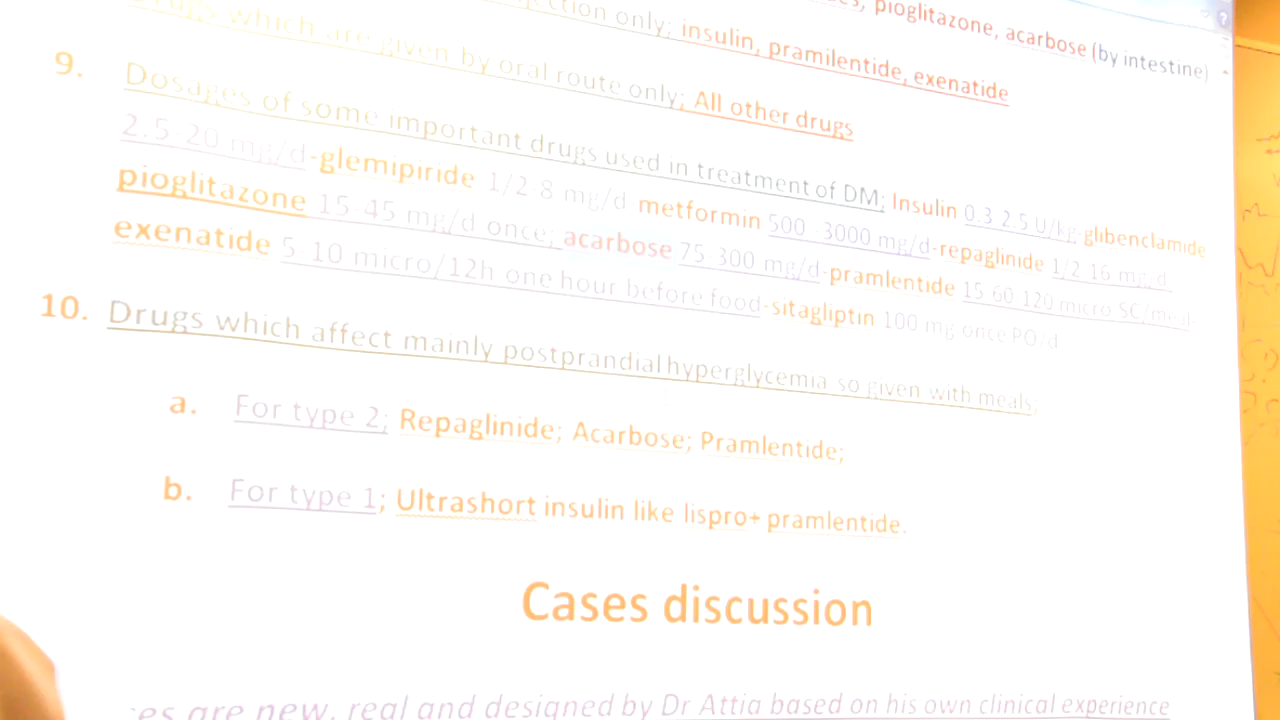 pioglitazone, acarbose (by intestine)
only; insulin, pramilentide, exenatide
which are given by oral route only; All other drugs
9. Dosages of some important drugs used in treatment of DM; Insulin 0.3 2.5 U/kg-glibenclamide
2.5 20 mg/d-glemipiride 1/2 8 mg/d metformin 500 -3000 mg/d-repaglinide 1/2 16 mg/d
pioglitazone 15-45 mg/d once; acarbose 75 300 mg/d-pramlentide 15 60 120 micro SC/meal-
exenatide 5-10 micro/12h one hour before food-sitagliptin 100 mg once PO/d
10. Drugs which affect mainly postprandial hyperglycemia so given with meals;
a. For type 2; Repaglinide; Acarbose; Pramlentide;
b. For type 1; Ultrashort insulin like lispro+ pramlentide.
Cases discussion
are new, real and designed by Dr Attia based on his own clinical experience